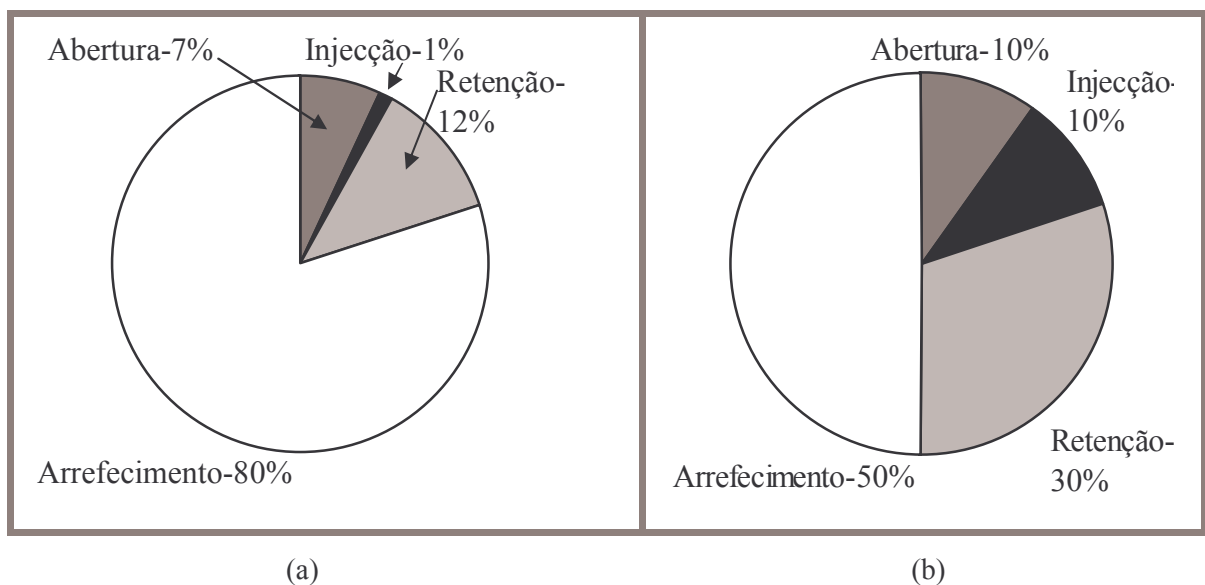 Abertura-7%
Injecção-1%
Retenção-
12%
Arrefecimento-80%
Abertura-10%
Injecção-
10%
Retenção-
30%
Arrefecimento-50%
(a)
(b)